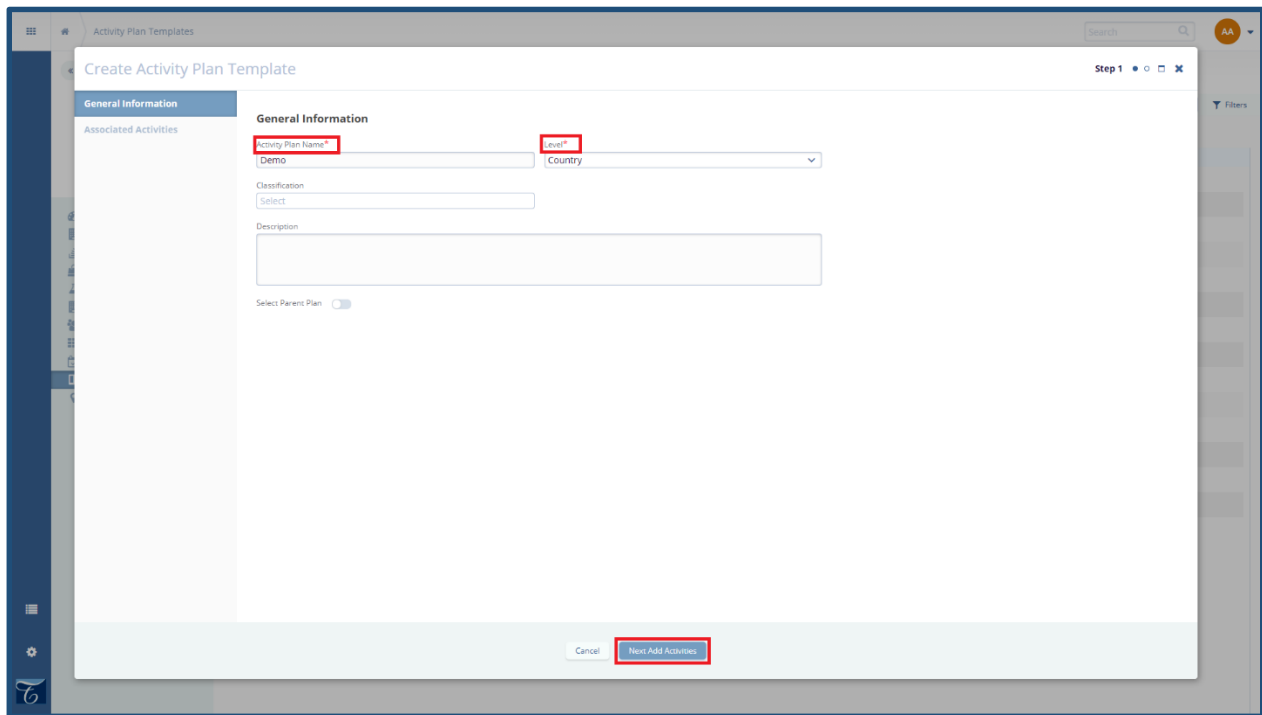 Activity Plan Templates
Search
AA
Create Activity Plan Template
Step 1
General Information
Associated Activities
Filters
General Information
Activity Plan Name*
Level*
Demo
Country
Classification
Select
Description
Select Parent Plan
Cancel
Next Add Activities